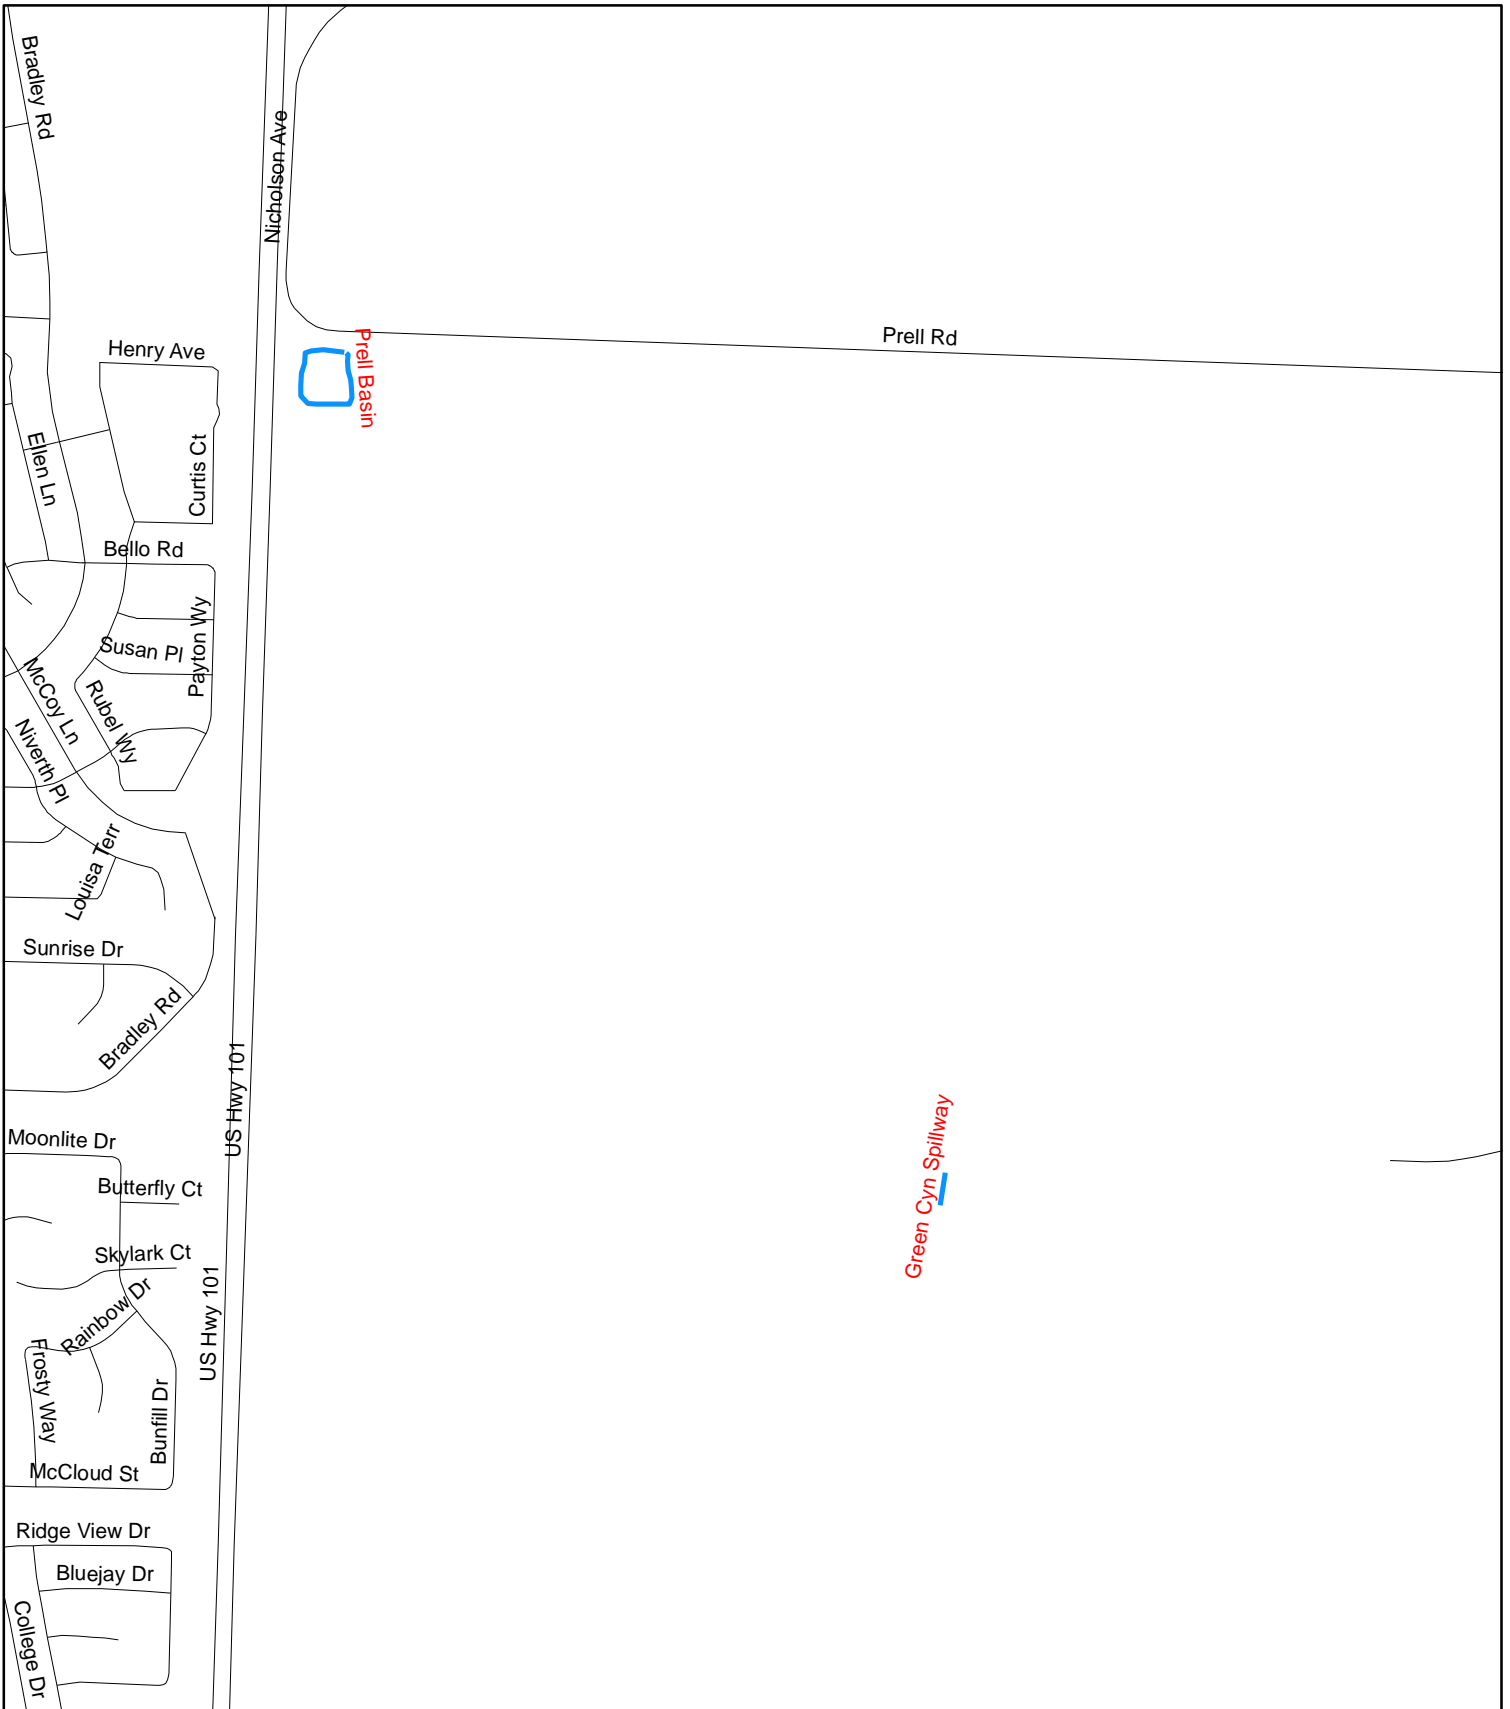 Bradley Rd
Nicholson Ave
Prell Rd
Henry Ave
Prell Basin
Ellen Ln
Curtis Ct
Bello Rd
Payton Wy
Susan Pl
McCoy Ln
Rubel Wy
Niverth Pl
Louisa Terr
Sunrise Dr
Bradley Rd
US Hwy 101
Moonlite Dr
Green Cyn Spillway
Butterfly Ct
Skylark Ct
US Hwy 101
Rainbow Dr
Frosty Way
Bunfill Dr
McCloud St
Ridge View Dr
Bluejay Dr
College Dr